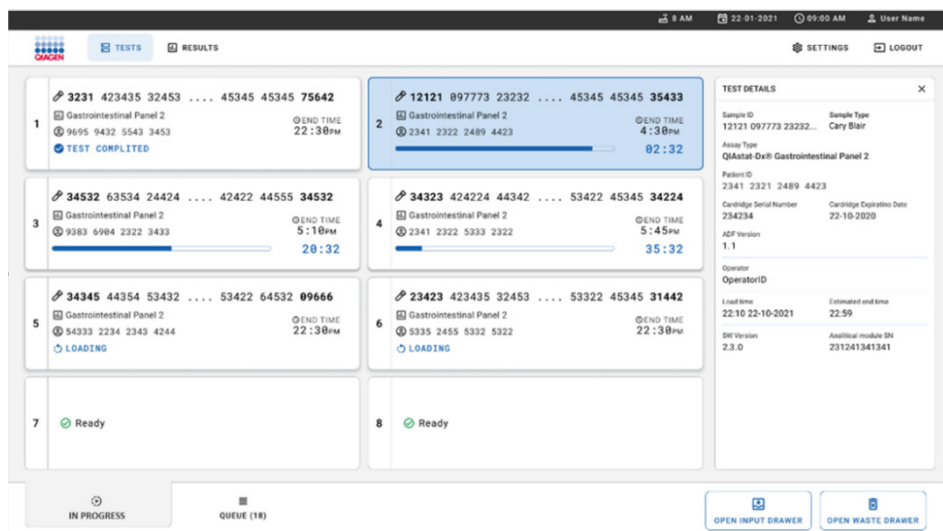 8 AM 22-01-2021 09:00 AM User Name
QIAGEN TESTS RESULTS SETTINGS LOGOUT
1
3231 423435 32453 .... 45345 45345 75642
Gastrointestinal Panel 2
9695 9432 5543 3453
END TIME
22:30PM
TEST COMPLITED
2
12121 097773 23232 .... 45345 45345 35433
Gastrointestinal Panel 2
2341 2322 2489 4423
END TIME
4:30PM
02:32
3
34532 63534 24424 .... 42422 44555 34532
Gastrointestinal Panel 2
9383 6904 2322 3433
END TIME
5:10PM
20:32
4
34323 424224 44342 .... 53422 45345 34224
Gastrointestinal Panel 2
2341 2322 5333 2322
END TIME
5:45PM
35:32
5
34345 44354 53432 .... 53422 64532 09666
Gastrointestinal Panel 2
54333 2234 2343 4244
END TIME
22:30PM
LOADING
6
23423 423435 32453 .... 53322 45345 31442
Gastrointestinal Panel 2
5335 2455 5332 5322
END TIME
22:30PM
LOADING
7 Ready
8 Ready
TEST DETAILS
Sample ID Sample Type
12121 097773 23232... Cary Blair
Assay Type
QIAstat-Dx® Gastrointestinal Panel 2
Patient ID
2341 2321 2489 4423
Cardridge Serial Number Cardridge Expiratino Date
234234 22-10-2020
ADF Version
1.1
Operator
OperatorID
Load time Estimated end time
22:10 22-10-2021 22:59
SW Version Analitical module SN
2.3.0 231241341341
IN PROGRESS QUEUE (18) OPEN INPUT DRAWER OPEN WASTE DRAWER